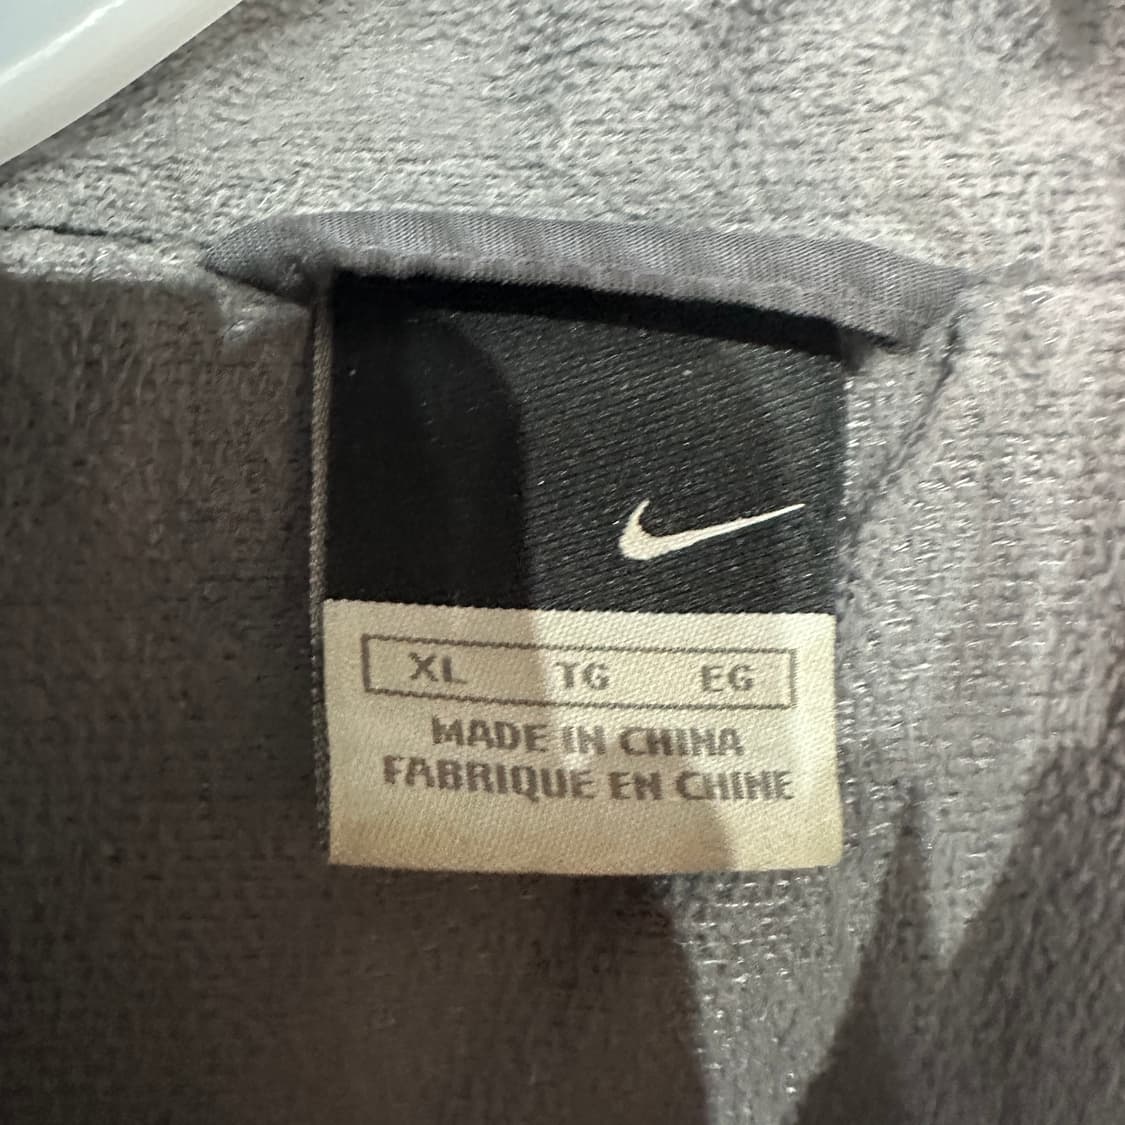 XL TG EG
MADE IN CHINA
FABRIQUE EN CHINE